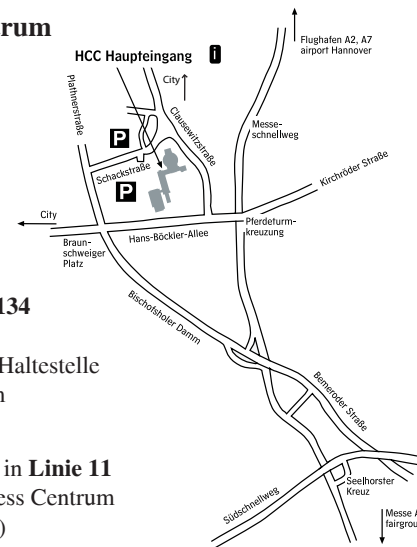 trum
HCC Haupteingang i
Flughafen A2, A7
airport Hannover
City
Plathnerstraße
Clausewitzstraße
Messe-
schnellweg
P
Schackstraße
P
Kirchröder Straße
City
Braun-
schweiger
Platz
Hans-Böckler-Allee
Pferdeturm-
kreuzung
134
Bischofsholer Damm
Haltestelle
Bemeroder Straße
in Linie 11
ess Centrum
)
Seelhorster
Kreuz
Südschnellweg
Messe A
fairgrou